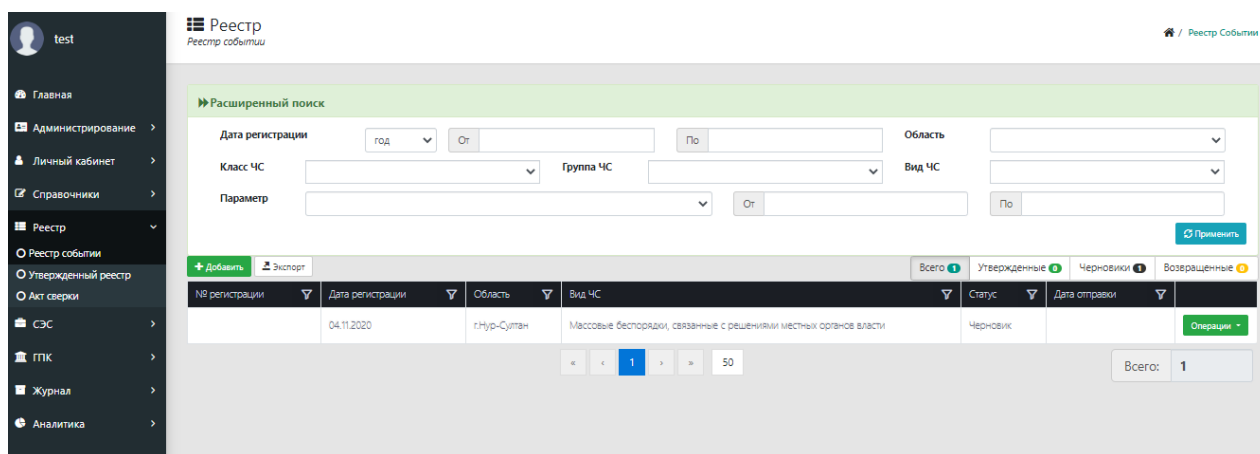 test
Главная
Администрирование
Личный кабинет
Справочники
Реестр
Реестр событии
Утвержденный реестр
Акт сверки
СЭС
ГПК
Журнал
Аналитика
Реестр
Реестр событии
/ Реестр Событии
Расширенный поиск
Дата регистрации год От По Область
Класс ЧС Группа ЧС Вид ЧС
Параметр От По
Применить
Добавить Экспорт Всего 1 Утвержденные 0 Черновики 1 Возвращенные 0
№ регистрации Дата регистрации Область Вид ЧС Статус Дата отправки
04.11.2020 г.Нур-Султан Массовые беспорядки, связанные с решениями местных органов власти Черновик Операции
« ‹ 1 › » 50
Всего: 1